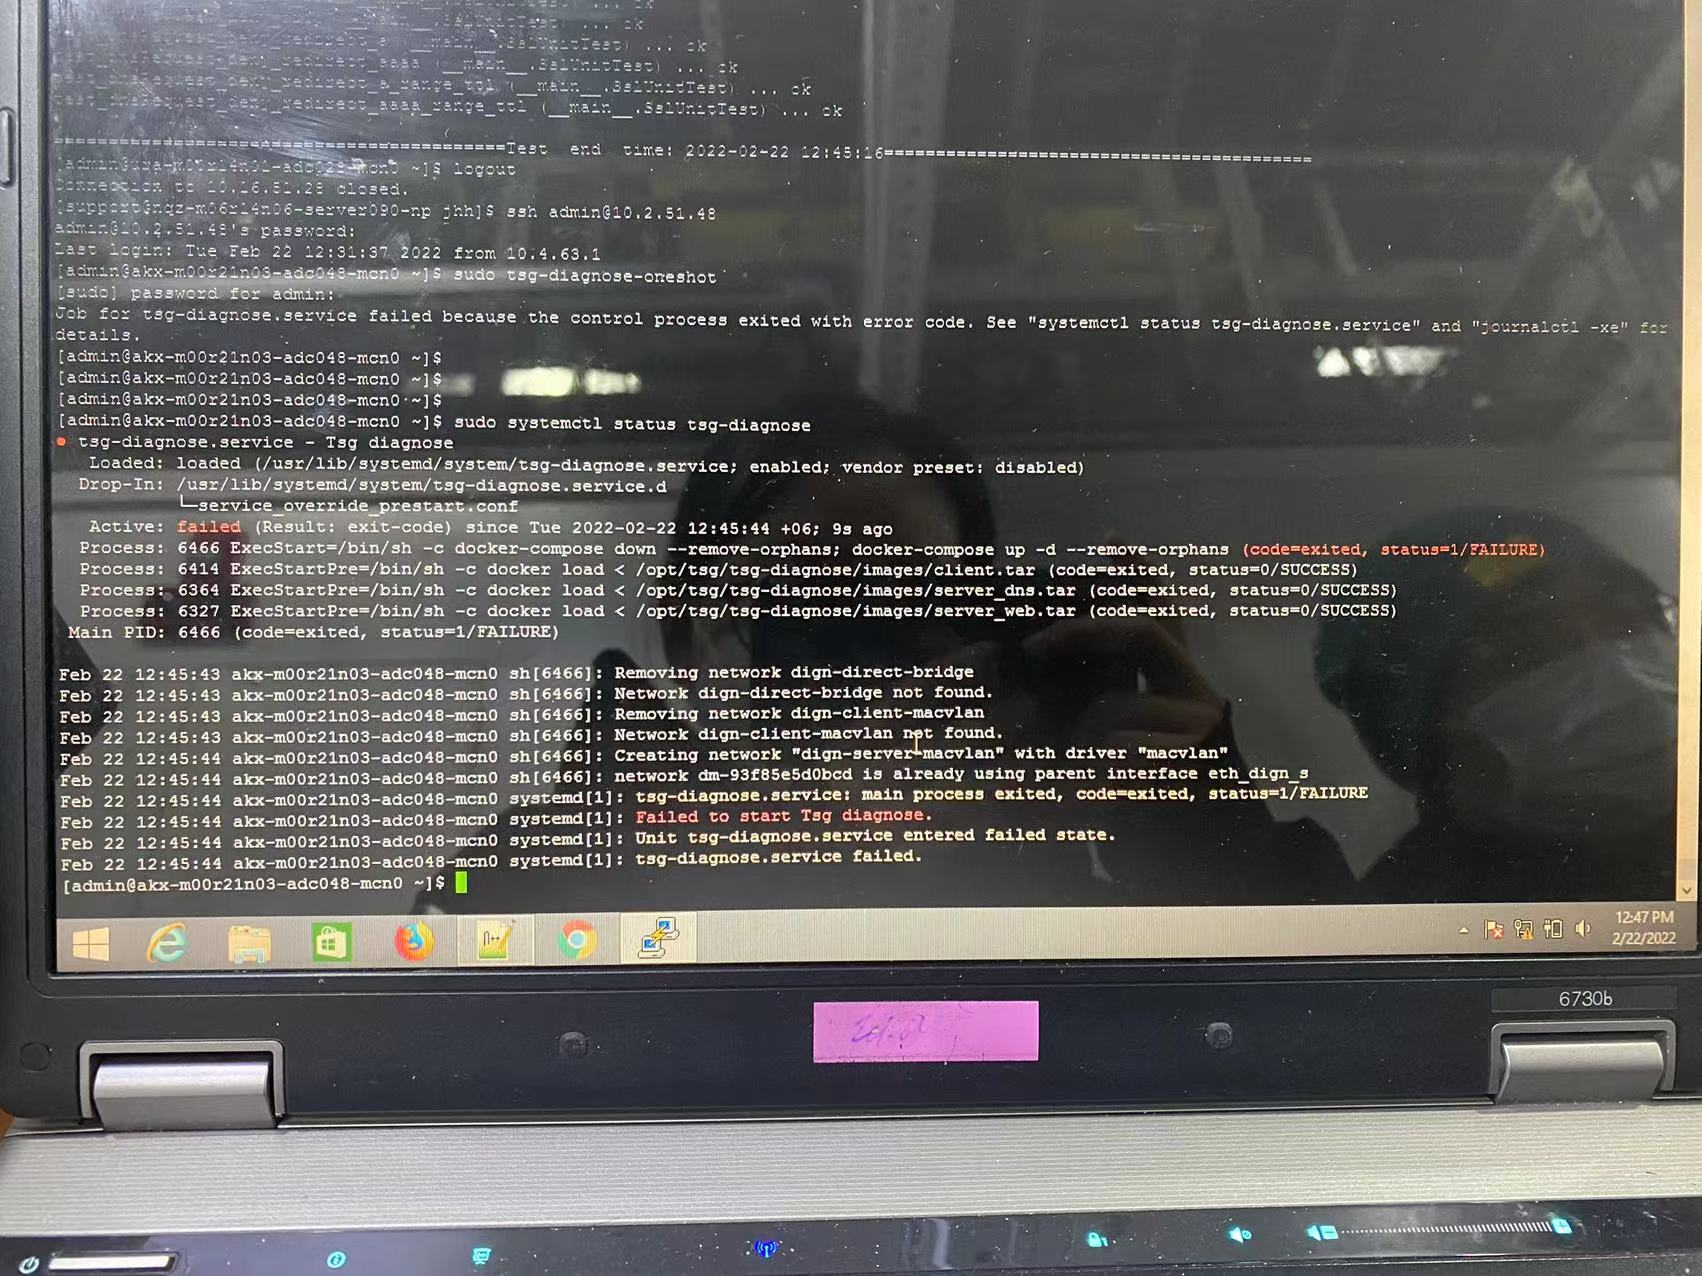 _redirect_aaaa (__main__.SslUnitTest) ... ok
_redirect_a_range_ttl (__main__.SslUnitTest) ... ok
_redirect_aaaa_range_ttl (__main__.SslUnitTest) ... ok
Test end time: 2022-02-22 12:45:16
~]$ logout
Connection to 10.16.51.28 closed.
jhh]$ ssh admin@10.2.51.48
admin@10.2.51.48's password:
Last login: Tue Feb 22 12:31:37 2022 from 10.4.63.1
[admin@akx-m00r21n03-adc048-mcn0 ~]$ sudo tsg-diagnose-oneshot
[sudo] password for admin:
Job for tsg-diagnose.service failed because the control process exited with error code. See "systemctl status tsg-diagnose.service" and "journalctl -xe" for
details.
[admin@akx-m00r21n03-adc048-mcn0 ~]$
[admin@akx-m00r21n03-adc048-mcn0 ~]$
[admin@akx-m00r21n03-adc048-mcn0 ~]$
[admin@akx-m00r21n03-adc048-mcn0 ~]$ sudo systemctl status tsg-diagnose
● tsg-diagnose.service - Tsg diagnose
Loaded: loaded (/usr/lib/systemd/system/tsg-diagnose.service; enabled; vendor preset: disabled)
Drop-In: /usr/lib/systemd/system/tsg-diagnose.service.d
└─service_override_prestart.conf
Active: failed (Result: exit-code) since Tue 2022-02-22 12:45:44 +06; 9s ago
Process: 6466 ExecStart=/bin/sh -c docker-compose down --remove-orphans; docker-compose up -d --remove-orphans (code=exited, status=1/FAILURE)
Process: 6414 ExecStartPre=/bin/sh -c docker load < /opt/tsg/tsg-diagnose/images/client.tar (code=exited, status=0/SUCCESS)
Process: 6364 ExecStartPre=/bin/sh -c docker load < /opt/tsg/tsg-diagnose/images/server_dns.tar (code=exited, status=0/SUCCESS)
Process: 6327 ExecStartPre=/bin/sh -c docker load < /opt/tsg/tsg-diagnose/images/server_web.tar (code=exited, status=0/SUCCESS)
Main PID: 6466 (code=exited, status=1/FAILURE)
Feb 22 12:45:43 akx-m00r21n03-adc048-mcn0 sh[6466]: Removing network dign-direct-bridge
Feb 22 12:45:43 akx-m00r21n03-adc048-mcn0 sh[6466]: Network dign-direct-bridge not found.
Feb 22 12:45:43 akx-m00r21n03-adc048-mcn0 sh[6466]: Removing network dign-client-macvlan
Feb 22 12:45:43 akx-m00r21n03-adc048-mcn0 sh[6466]: Network dign-client-macvlan not found.
Feb 22 12:45:44 akx-m00r21n03-adc048-mcn0 sh[6466]: Creating network "dign-server-macvlan" with driver "macvlan"
Feb 22 12:45:44 akx-m00r21n03-adc048-mcn0 sh[6466]: network dm-93f85e5d0bcd is already using parent interface eth_dign_s
Feb 22 12:45:44 akx-m00r21n03-adc048-mcn0 systemd[1]: tsg-diagnose.service: main process exited, code=exited, status=1/FAILURE
Feb 22 12:45:44 akx-m00r21n03-adc048-mcn0 systemd[1]: Failed to start Tsg diagnose.
Feb 22 12:45:44 akx-m00r21n03-adc048-mcn0 systemd[1]: Unit tsg-diagnose.service entered failed state.
Feb 22 12:45:44 akx-m00r21n03-adc048-mcn0 systemd[1]: tsg-diagnose.service failed.
[admin@akx-m00r21n03-adc048-mcn0 ~]$
12:47 PM
2/22/2022
6730b